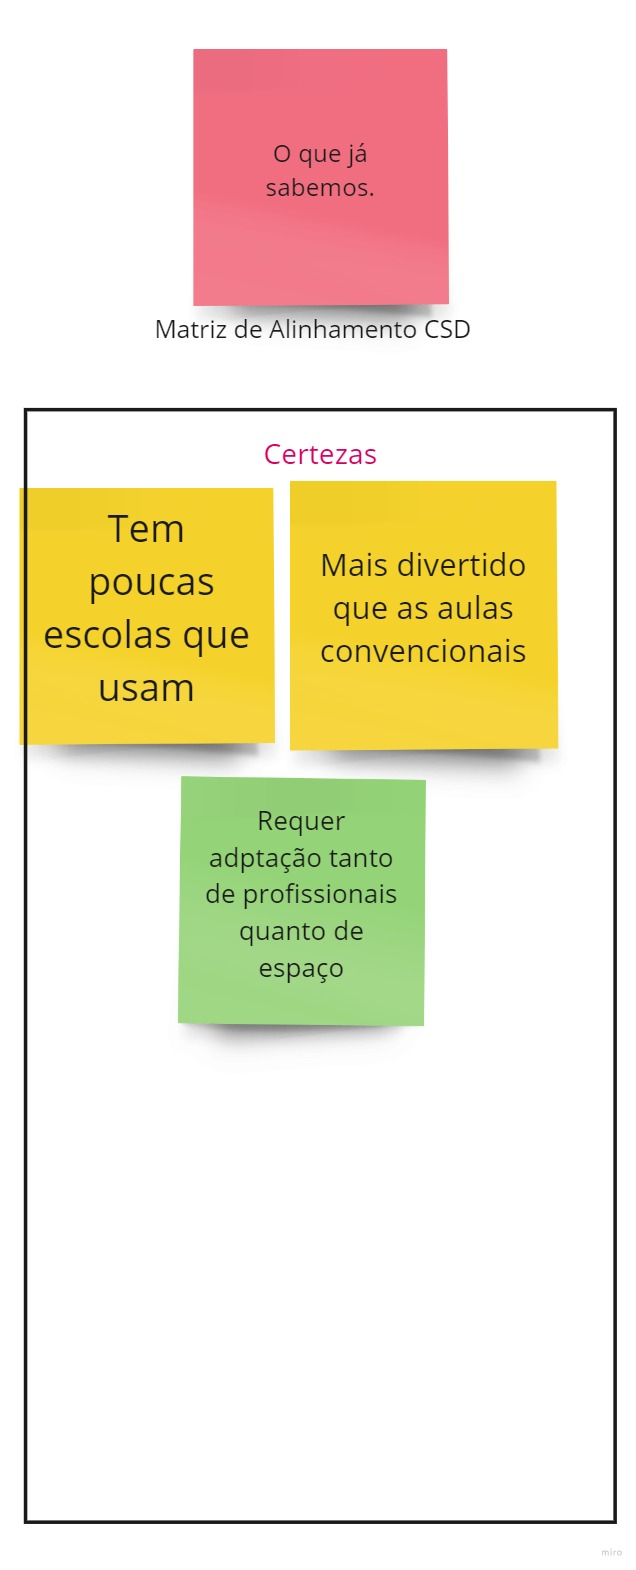 O que já
sabemos.
Matriz de Alinhamento CSD
Certezas
Tem
poucas
escolas que
usam
Mais divertido
que as aulas
convencionais
Requer
adptação tanto
de profissionais
quanto de
espaço
miro